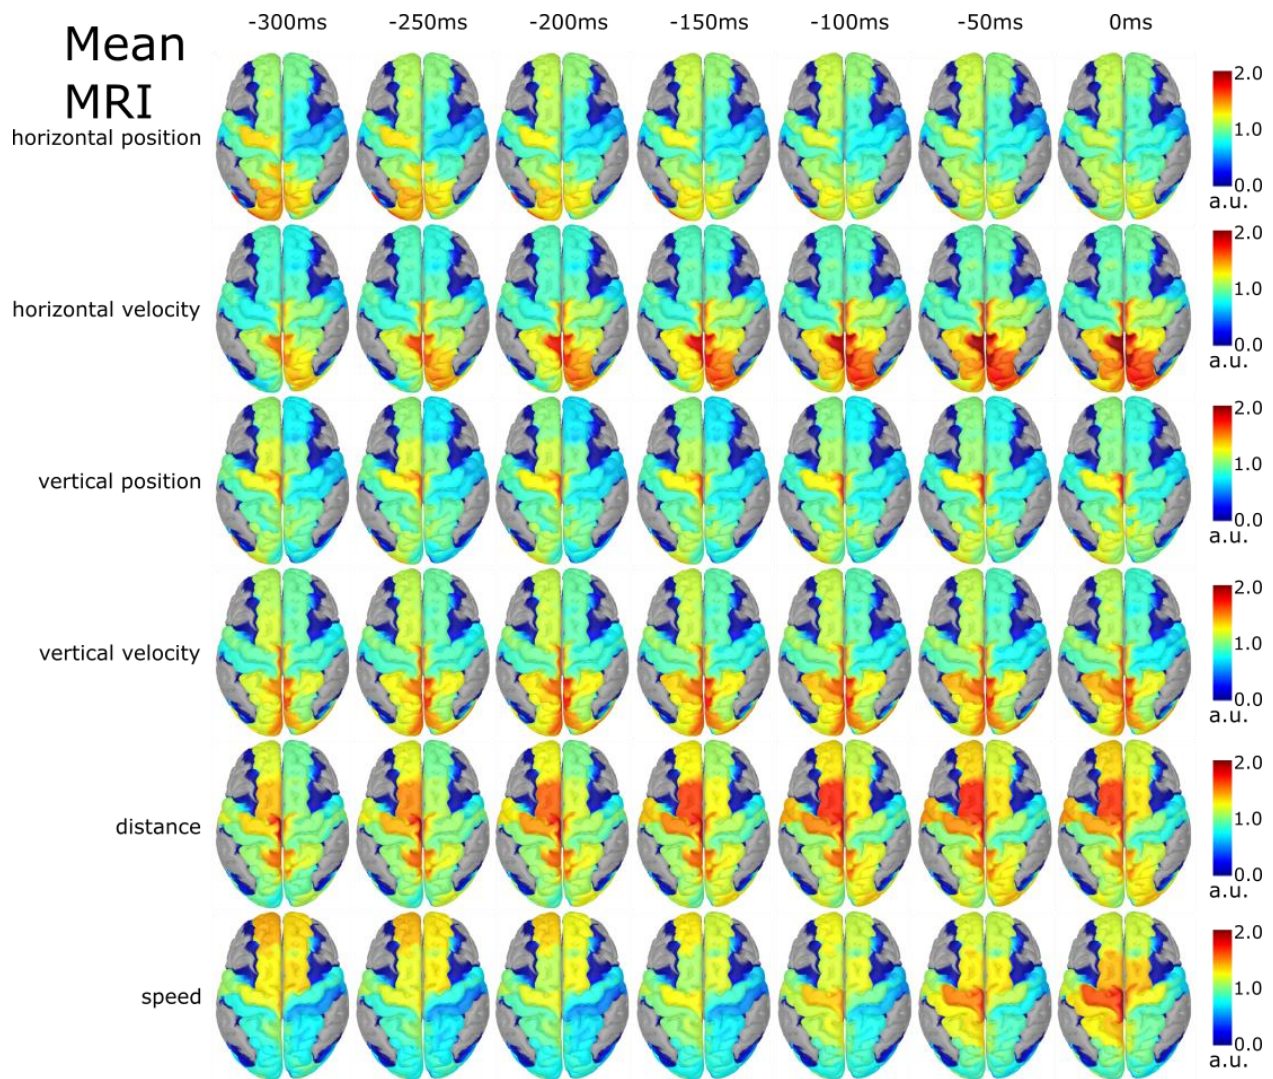 -300ms -250ms -200ms -150ms -100ms -50ms 0ms
Mean
MRI
horizontal position
2.0
1.0
0.0
a.u.
horizontal velocity
2.0
1.0
0.0
a.u.
vertical position
2.0
1.0
0.0
a.u.
vertical velocity
2.0
1.0
0.0
a.u.
distance
2.0
1.0
0.0
a.u.
speed
2.0
1.0
0.0
a.u.